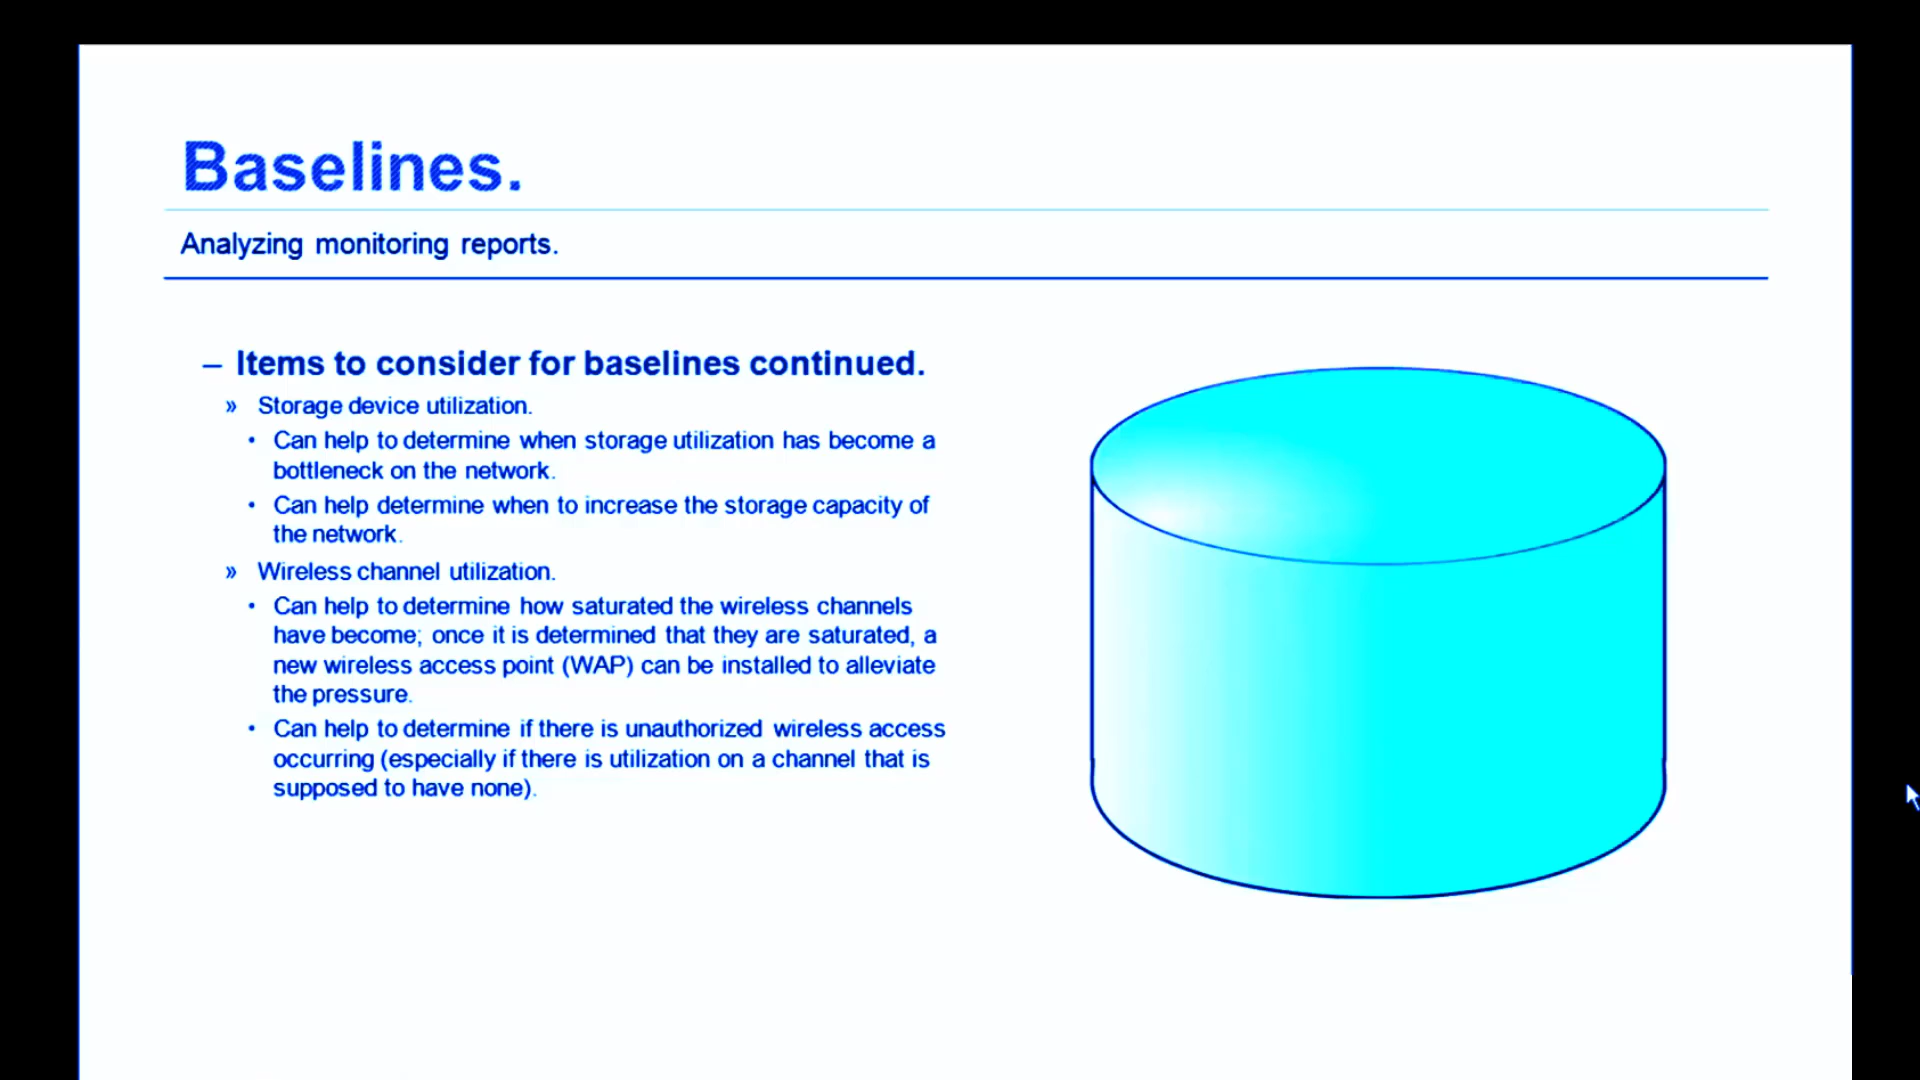 Baselines.
Analyzing monitoring reports.
– Items to consider for baselines continued.
» Storage device utilization.
• Can help to determine when storage utilization has become a
bottleneck on the network.
• Can help determine when to increase the storage capacity of
the network.
» Wireless channel utilization.
• Can help to determine how saturated the wireless channels
have become; once it is determined that they are saturated, a
new wireless access point (WAP) can be installed to alleviate
the pressure.
• Can help to determine if there is unauthorized wireless access
occurring (especially if there is utilization on a channel that is
supposed to have none).